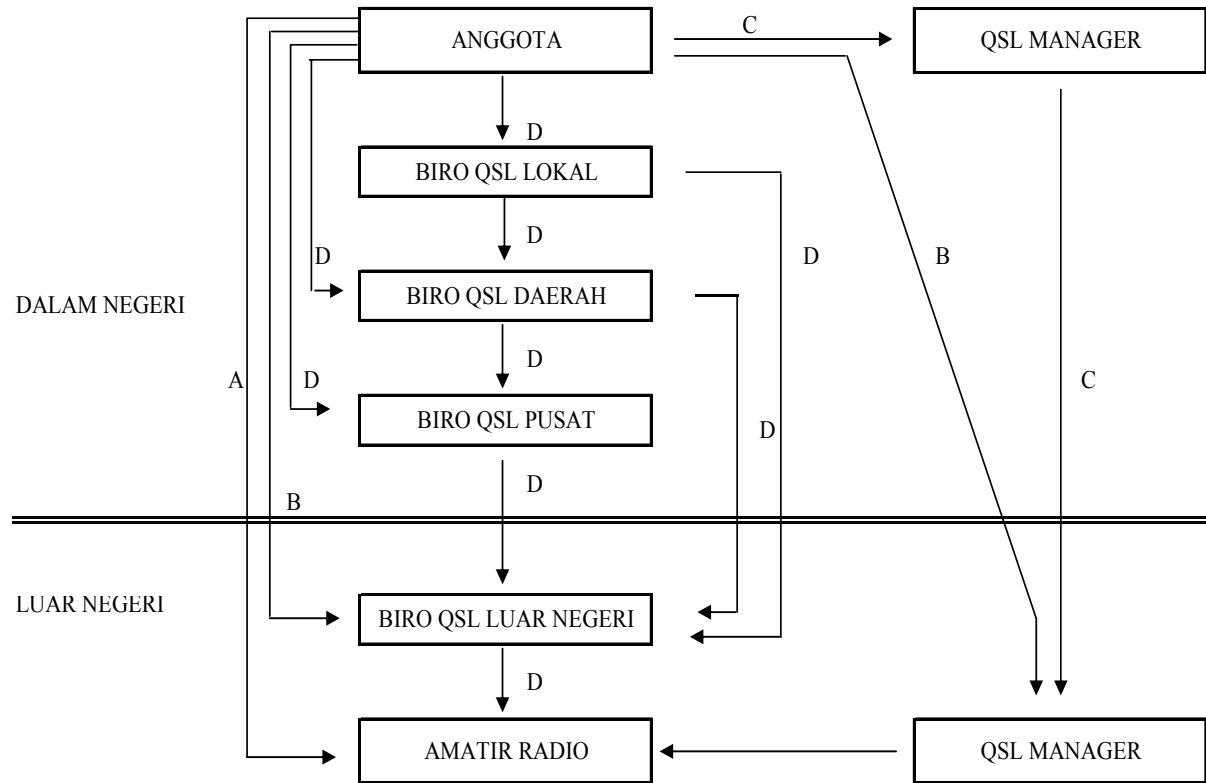 ANGGOTA
C
QSL MANAGER
D
BIRO QSL LOKAL
D
D
B
D
BIRO QSL DAERAH
DALAM NEGERI
D
A
D
C
BIRO QSL PUSAT
D
D
B
LUAR NEGERI
BIRO QSL LUAR NEGERI
D
AMATIR RADIO
QSL MANAGER